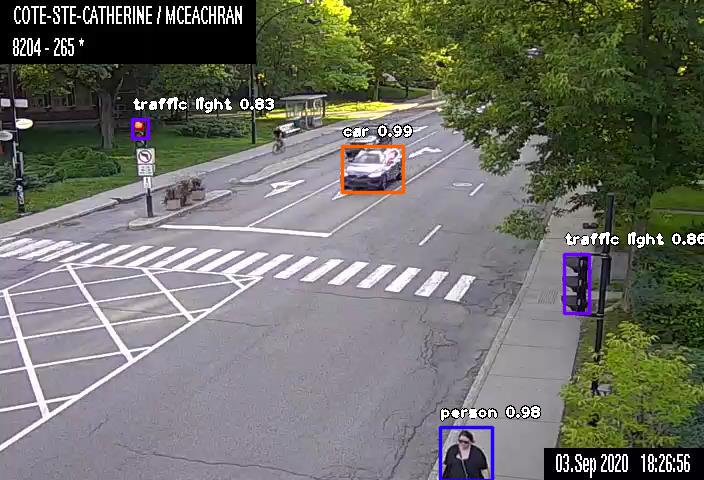 COTE-STE-CATHERINE / MCEACHRAN
8204 - 265 *
traffic light 0.83
car 0.99
traffic light 0.86
person 0.98
03.Sep 2020 18:26:56